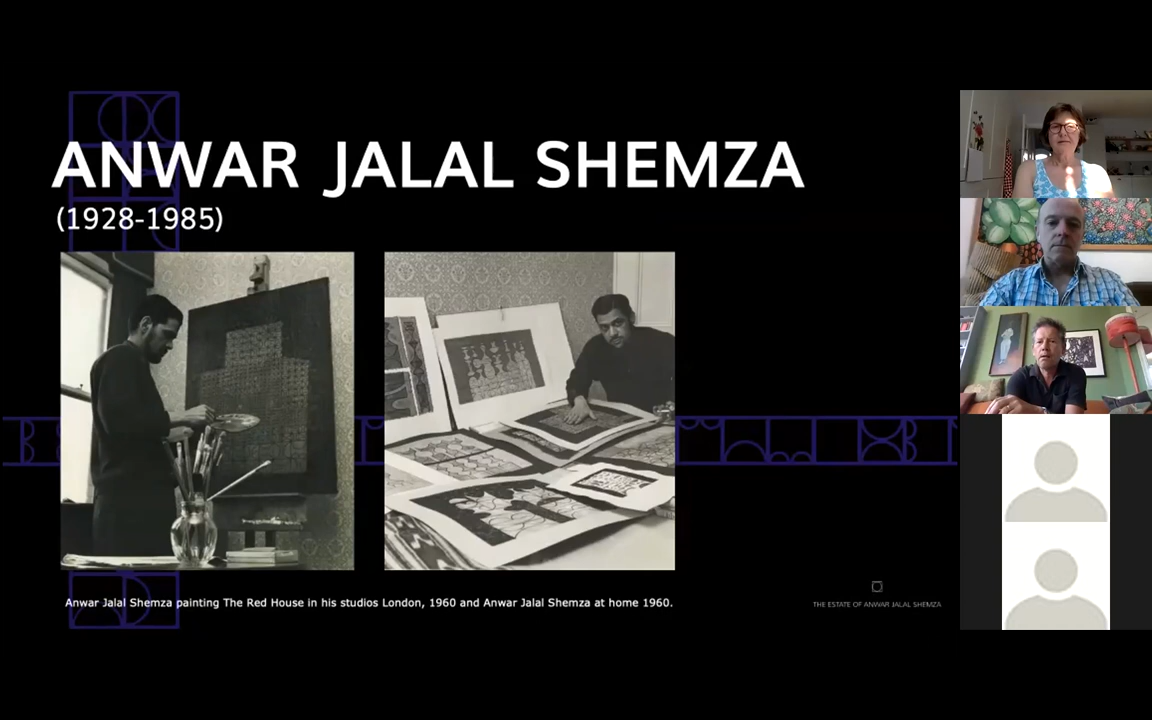 ANWAR JALAL SHEMZA
(1928-1985)
Anwar Jalal Shemza painting The Red House in his studios London, 1960 and Anwar Jalal Shemza at home 1960.
THE ESTATE OF ANWAR JALAL SHEMZA